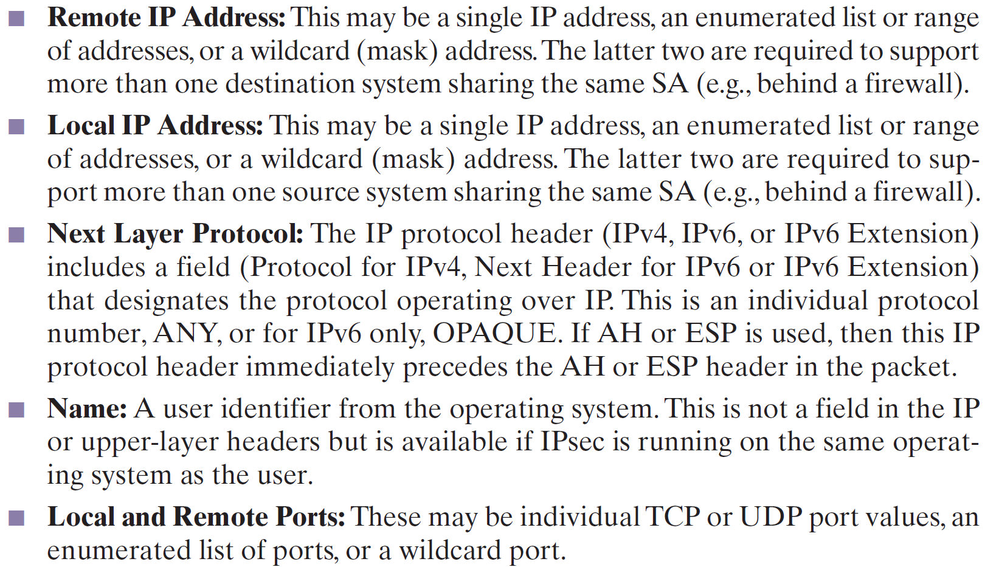 ■ Remote IP Address: This may be a single IP address, an enumerated list or range
of addresses, or a wildcard (mask) address. The latter two are required to support
more than one destination system sharing the same SA (e.g., behind a firewall).
■ Local IP Address: This may be a single IP address, an enumerated list or range
of addresses, or a wildcard (mask) address. The latter two are required to sup-
port more than one source system sharing the same SA (e.g., behind a firewall).
■ Next Layer Protocol: The IP protocol header (IPv4, IPv6, or IPv6 Extension)
includes a field (Protocol for IPv4, Next Header for IPv6 or IPv6 Extension)
that designates the protocol operating over IP. This is an individual protocol
number, ANY, or for IPv6 only, OPAQUE. If AH or ESP is used, then this IP
protocol header immediately precedes the AH or ESP header in the packet.
■ Name: A user identifier from the operating system. This is not a field in the IP
or upper-layer headers but is available if IPsec is running on the same operat-
ing system as the user.
■ Local and Remote Ports: These may be individual TCP or UDP port values, an
enumerated list of ports, or a wildcard port.